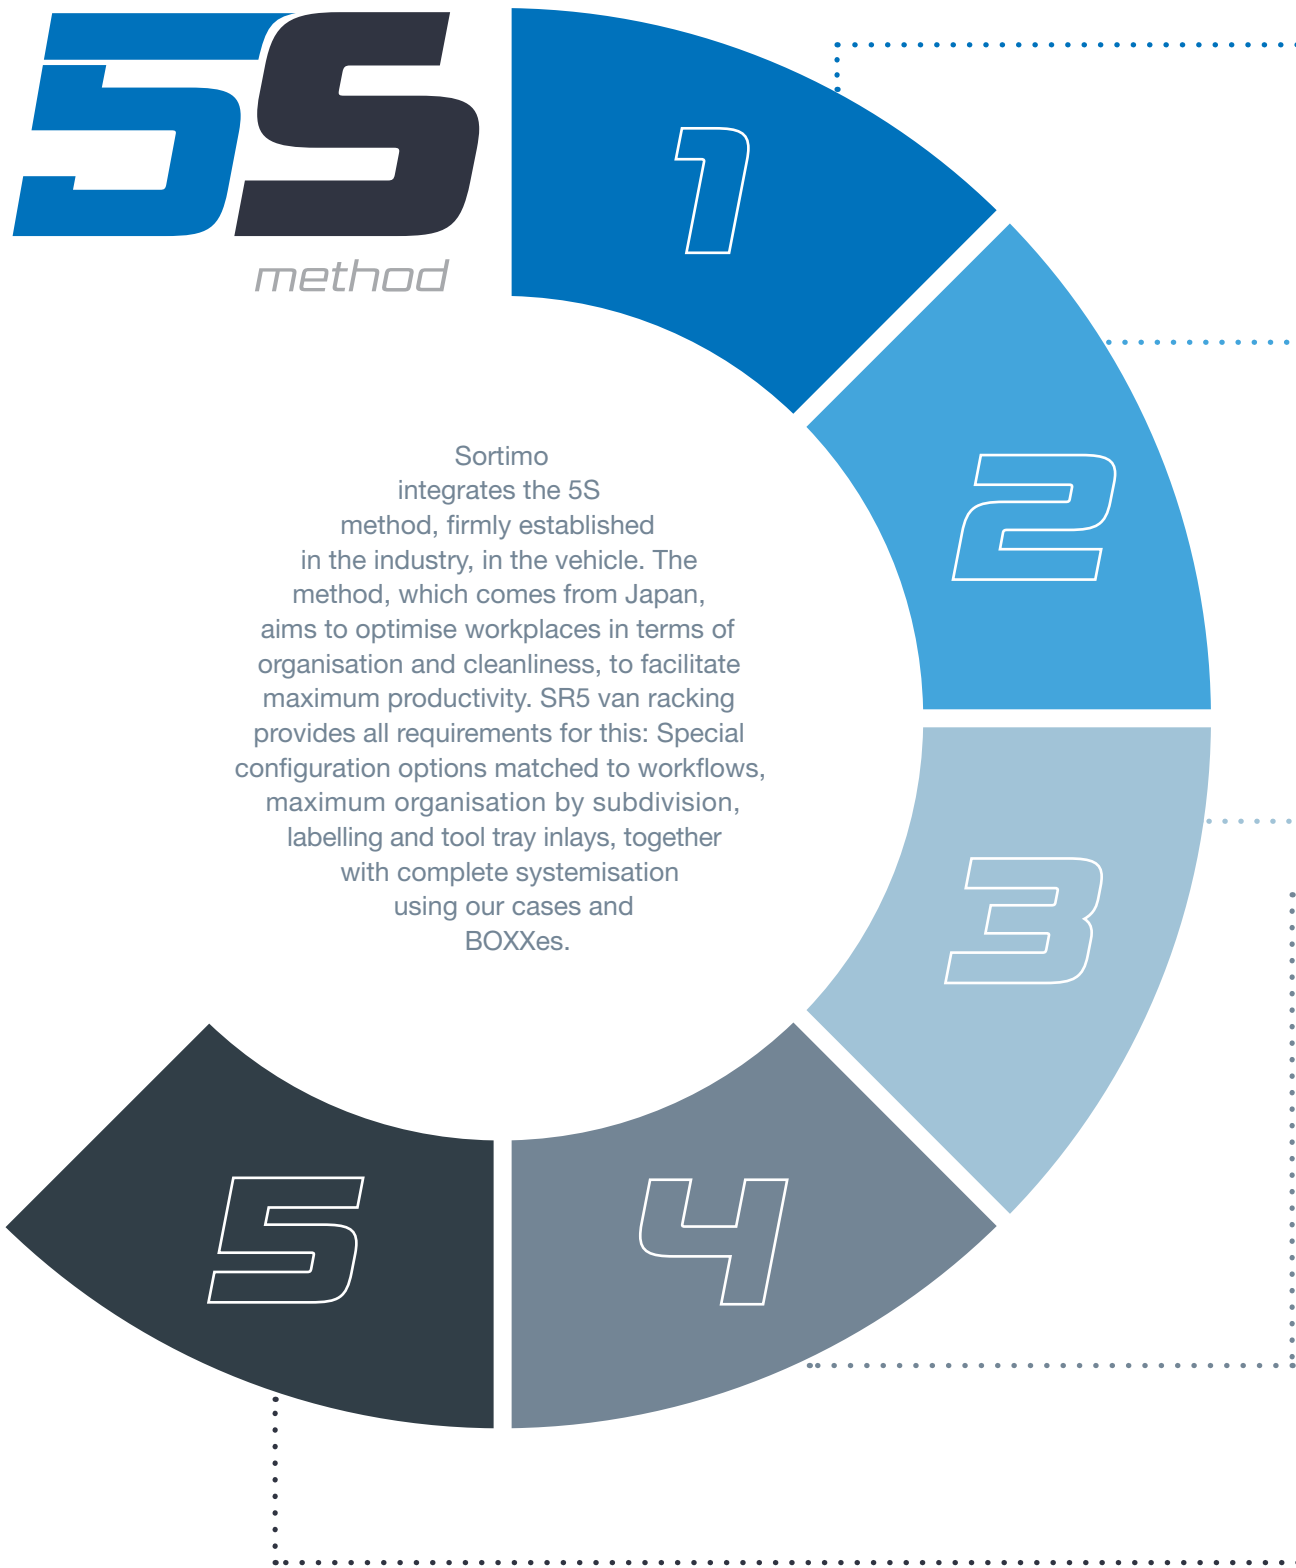 5S
method
1
2
Sortimo
integrates the 5S
method, firmly established
in the industry, in the vehicle. The
method, which comes from Japan,
aims to optimise workplaces in terms of
organisation and cleanliness, to facilitate
maximum productivity. SR5 van racking
provides all requirements for this: Special
configuration options matched to workflows,
maximum organisation by subdivision,
labelling and tool tray inlays, together
with complete systemisation
using our cases and
BOXXes.
3
4
5